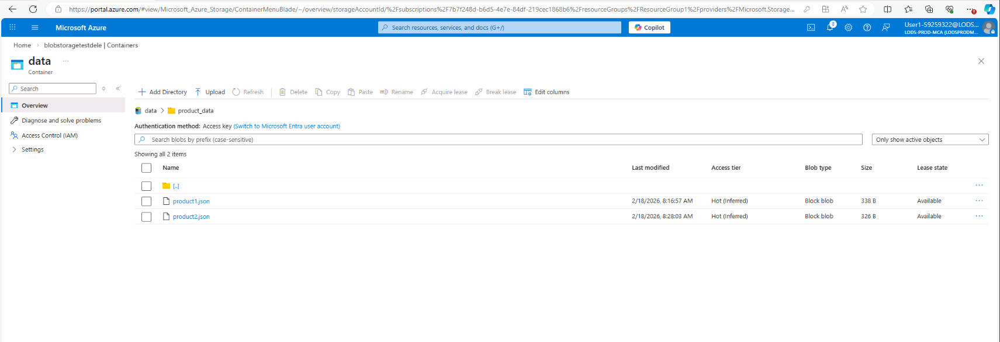 https://portal.azure.com/#view/Microsoft_Azure_Storage/ContainerMenuBlade/~/overview/storageAccountId/%2Fsubscriptions%2F7b7f248d-b6d5-4e7e-84df-219cec1868b6%2FresourceGroups%2FResourceGroup1%2Fproviders%2FMicrosoft.Storage...
Microsoft Azure
Search resources, services, and docs (G+/)
Copilot
8
User1-59259322@LODS...
LODS-PROD-MCA (LODSPRODM...
Home > blobstoragetestdele | Containers
data ...
Container
Search
Overview
Diagnose and solve problems
Access Control (IAM)
Settings
Add Directory Upload Refresh Delete Copy Paste Rename Acquire lease Break lease Edit columns
data > product_data
Authentication method: Access key (Switch to Microsoft Entra user account)
Search blobs by prefix (case-sensitive)
Only show active objects
Showing all 2 items
Name Last modified Access tier Blob type Size Lease state
[..] ...
product1.json 2/18/2026, 8:16:57 AM Hot (Inferred) Block blob 338 B Available ...
product2.json 2/18/2026, 8:28:03 AM Hot (Inferred) Block blob 326 B Available ...